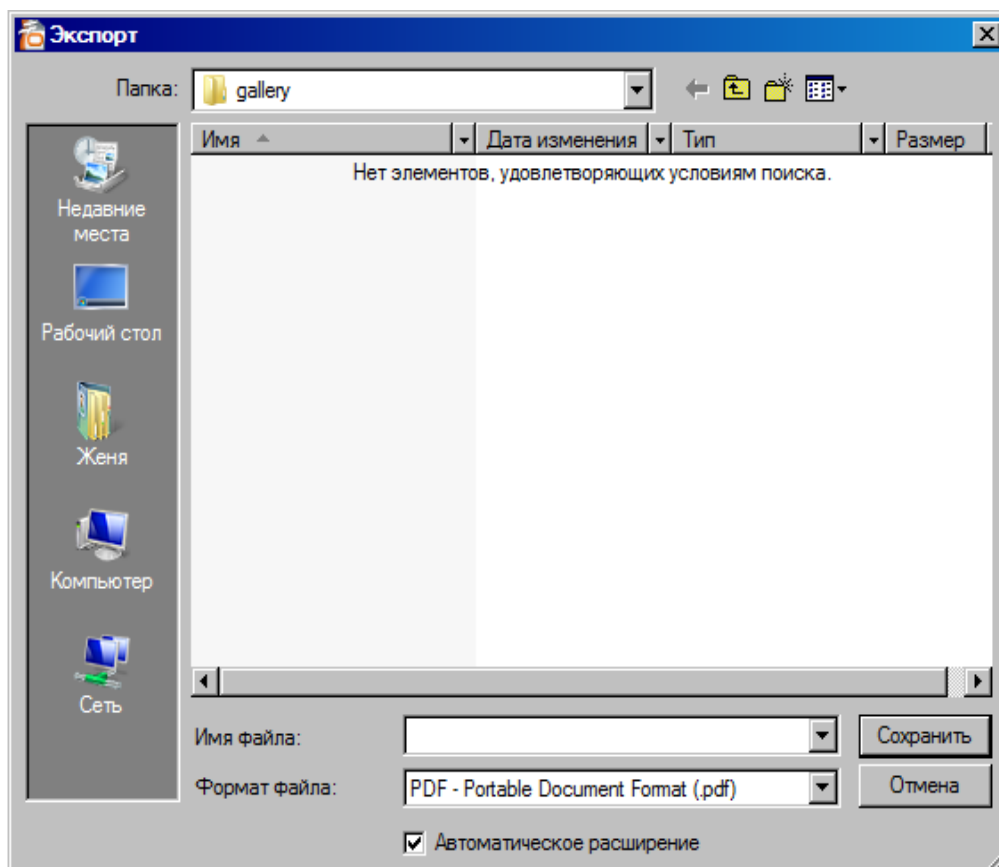 Экспорт
Папка:
gallery
Имя
Дата изменения
Тип
Размер
Нет элементов, удовлетворяющих условиям поиска.
Недавние
места
Рабочий стол
Женя
Компьютер
Сеть
Имя файла:
Сохранить
Формат файла:
PDF - Portable Document Format (.pdf)
Отмена
Автоматическое расширение